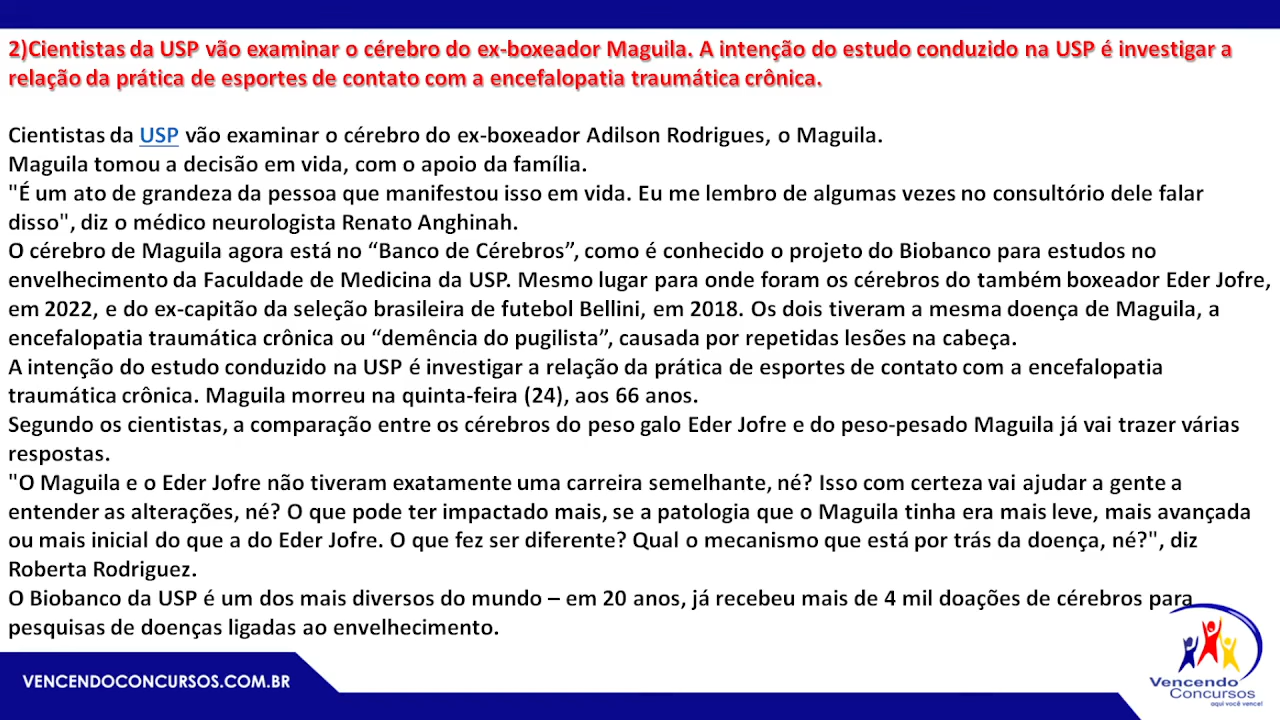 2)Cientistas da USP vão examinar o cérebro do ex-boxeador Maguila. A intenção do estudo conduzido na USP é investigar a
relação da prática de esportes de contato com a encefalopatia traumática crônica.
Cientistas da USP vão examinar o cérebro do ex-boxeador Adilson Rodrigues, o Maguila.
Maguila tomou a decisão em vida, com o apoio da família.
"É um ato de grandeza da pessoa que manifestou isso em vida. Eu me lembro de algumas vezes no consultório dele falar
disso", diz o médico neurologista Renato Anghinah.
O cérebro de Maguila agora está no “Banco de Cérebros”, como é conhecido o projeto do Biobanco para estudos no
envelhecimento da Faculdade de Medicina da USP. Mesmo lugar para onde foram os cérebros do também boxeador Eder Jofre,
em 2022, e do ex-capitão da seleção brasileira de futebol Bellini, em 2018. Os dois tiveram a mesma doença de Maguila, a
encefalopatia traumática crônica ou “demência do pugilista”, causada por repetidas lesões na cabeça.
A intenção do estudo conduzido na USP é investigar a relação da prática de esportes de contato com a encefalopatia
traumática crônica. Maguila morreu na quinta-feira (24), aos 66 anos.
Segundo os cientistas, a comparação entre os cérebros do peso galo Eder Jofre e do peso-pesado Maguila já vai trazer várias
respostas.
"O Maguila e o Eder Jofre não tiveram exatamente uma carreira semelhante, né? Isso com certeza vai ajudar a gente a
entender as alterações, né? O que pode ter impactado mais, se a patologia que o Maguila tinha era mais leve, mais avançada
ou mais inicial do que a do Eder Jofre. O que fez ser diferente? Qual o mecanismo que está por trás da doença, né?", diz
Roberta Rodriguez.
O Biobanco da USP é um dos mais diversos do mundo – em 20 anos, já recebeu mais de 4 mil doações de cérebros para
pesquisas de doenças ligadas ao envelhecimento.
VENCENDOCONCURSOS.COM.BR
Vencendo
Concursos
aqui você vence!